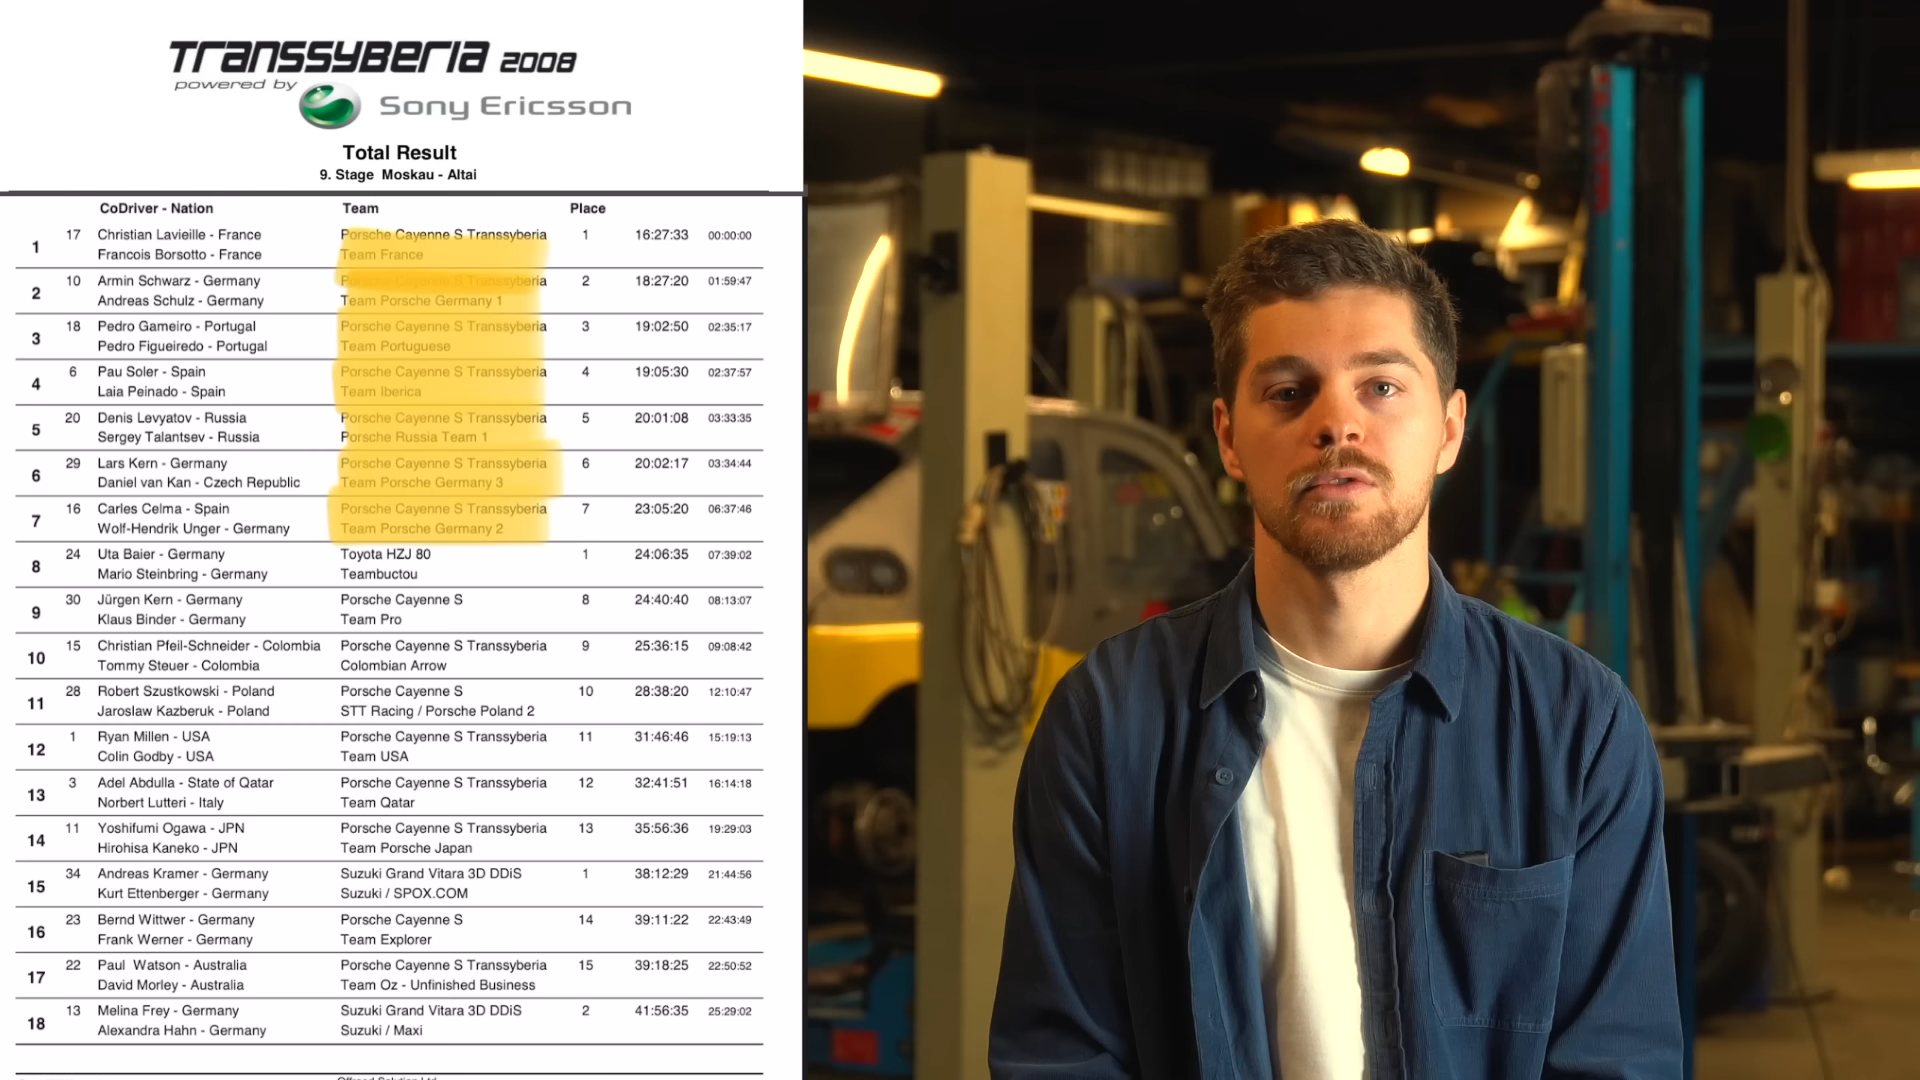 Transsyberia 2008
powered by
Sony Ericsson
Total Result
9. Stage Moskau - Altai
CoDriver - Nation Team Place
1 17 Christian Lavieille - France Porsche Cayenne S Transsyberia 1 16:27:33 00:00:00
Francois Borsotto - France Team France
2 10 Armin Schwarz - Germany Porsche Cayenne S Transsyberia 2 18:27:20 01:59:47
Andreas Schulz - Germany Team Porsche Germany 1
3 18 Pedro Gameiro - Portugal Porsche Cayenne S Transsyberia 3 19:02:50 02:35:17
Pedro Figueiredo - Portugal Team Portuguese
4 6 Pau Soler - Spain Porsche Cayenne S Transsyberia 4 19:05:30 02:37:57
Laia Peinado - Spain Team Iberica
5 20 Denis Levyatov - Russia Porsche Cayenne S Transsyberia 5 20:01:08 03:33:35
Sergey Talantsev - Russia Porsche Russia Team 1
6 29 Lars Kern - Germany Porsche Cayenne S Transsyberia 6 20:02:17 03:34:44
Daniel van Kan - Czech Republic Team Porsche Germany 3
7 16 Carles Celma - Spain Porsche Cayenne S Transsyberia 7 23:05:20 06:37:46
Wolf-Hendrik Unger - Germany Team Porsche Germany 2
8 24 Uta Baier - Germany Toyota HZJ 80 1 24:06:35 07:39:02
Mario Steinbring - Germany Teambuctou
9 30 Jürgen Kern - Germany Porsche Cayenne S 8 24:40:40 08:13:07
Klaus Binder - Germany Team Pro
10 15 Christian Pfeil-Schneider - Colombia Porsche Cayenne S Transsyberia 9 25:36:15 09:08:42
Tommy Steuer - Colombia Colombian Arrow
11 28 Robert Szustkowski - Poland Porsche Cayenne S 10 28:38:20 12:10:47
Jaroslaw Kazberuk - Poland STT Racing / Porsche Poland 2
12 1 Ryan Millen - USA Porsche Cayenne S Transsyberia 11 31:46:46 15:19:13
Colin Godby - USA Team USA
13 3 Adel Abdulla - State of Qatar Porsche Cayenne S Transsyberia 12 32:41:51 16:14:18
Norbert Lutteri - Italy Team Qatar
14 11 Yoshifumi Ogawa - JPN Porsche Cayenne S Transsyberia 13 35:56:36 19:29:03
Hirohisa Kaneko - JPN Team Porsche Japan
15 34 Andreas Kramer - Germany Suzuki Grand Vitara 3D DDiS 1 38:12:29 21:44:56
Kurt Ettenberger - Germany Suzuki / SPOX.COM
16 23 Bernd Wittwer - Germany Porsche Cayenne S 14 39:11:22 22:43:49
Frank Werner - Germany Team Explorer
17 22 Paul Watson - Australia Porsche Cayenne S Transsyberia 15 39:18:25 22:50:52
David Morley - Australia Team Oz - Unfinished Business
18 13 Melina Frey - Germany Suzuki Grand Vitara 3D DDiS 2 41:56:35 25:29:02
Alexandra Hahn - Germany Suzuki / Maxi